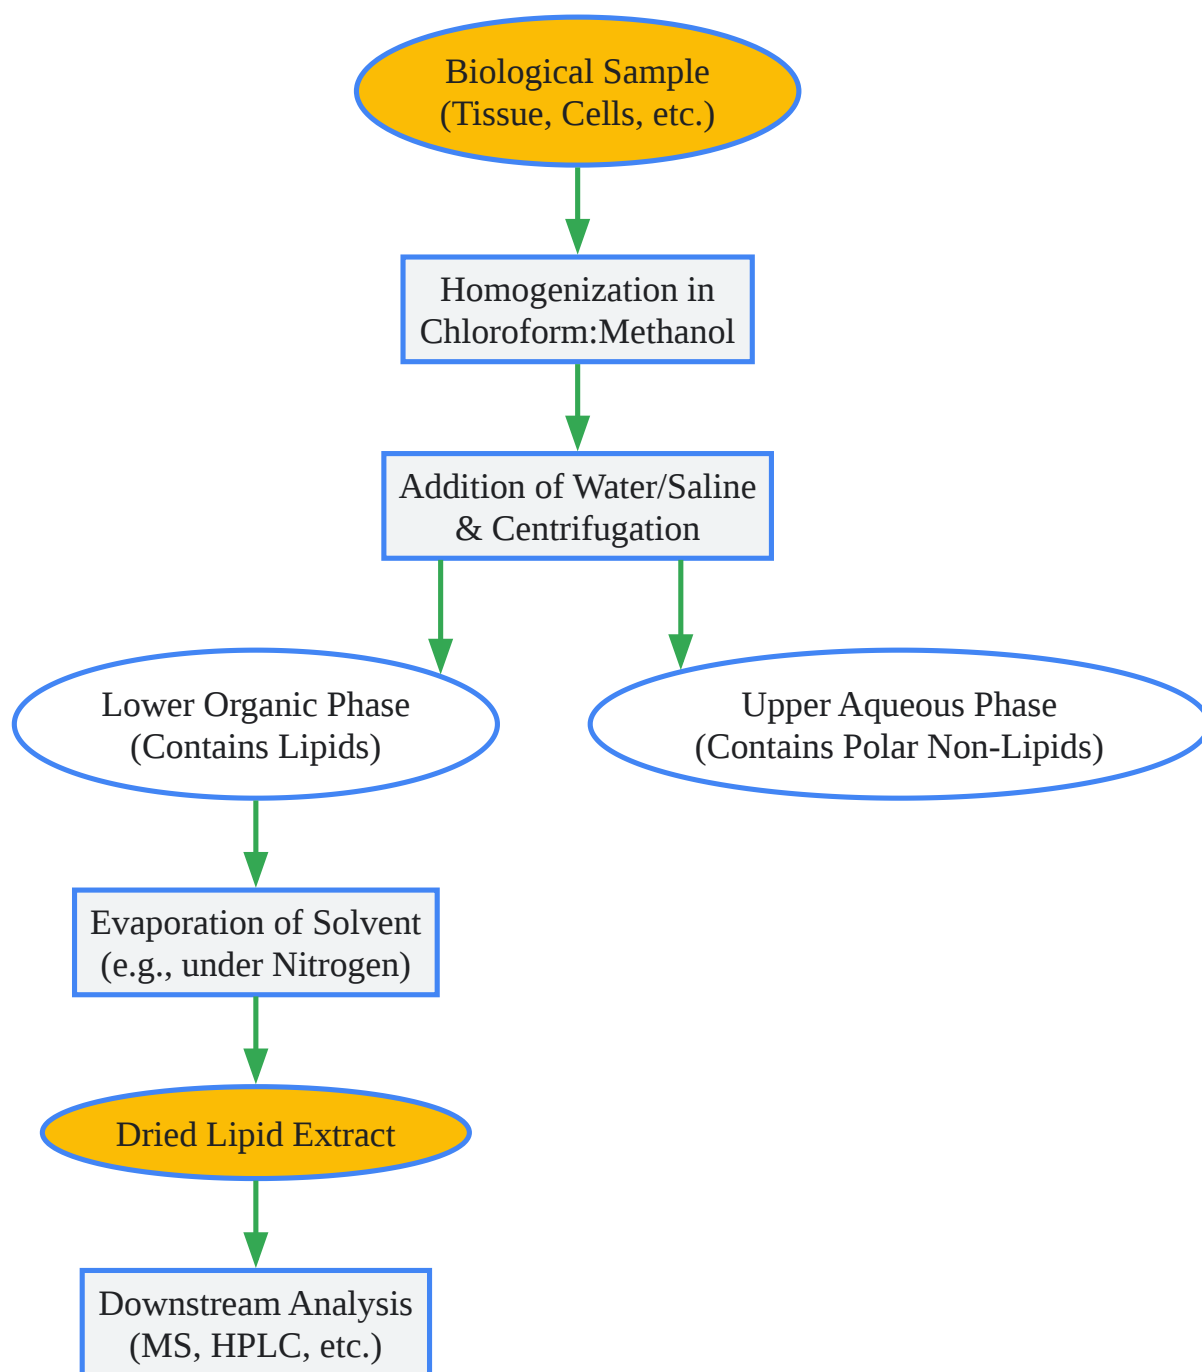 Biological Sample
(Tissue, Cells, etc.)
Homogenization in
Chloroform:Methanol
Addition of Water/Saline
& Centrifugation
Lower Organic Phase
(Contains Lipids)
Upper Aqueous Phase
(Contains Polar Non-Lipids)
Evaporation of Solvent
(e.g., under Nitrogen)
Dried Lipid Extract
Downstream Analysis
(MS, HPLC, etc.)